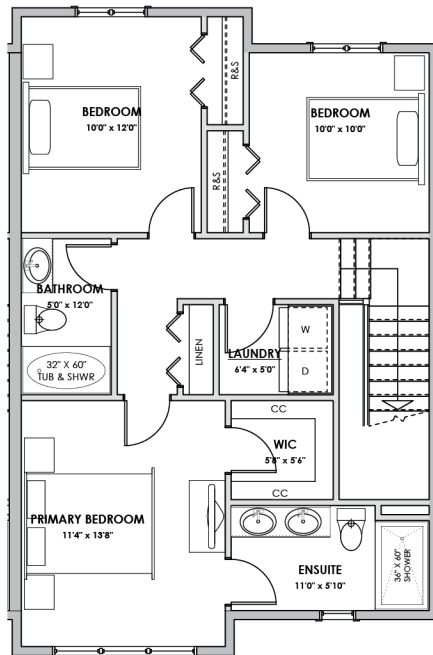 R&S
BEDROOM
10'0" x 12'0"
BEDROOM
10'0" x 10'0"
R&S
BATHROOM
5'0" x 12'0"
W
LINEN
LAUNDRY
6'4" x 5'0"
D
32" X 60"
TUB & SHWR
CC
WIC
5'8" x 5'6"
CC
PRIMARY BEDROOM
11'4" x 13'8"
ENSUITE
11'0" x 5'10"
36" X 60"
SHOWER